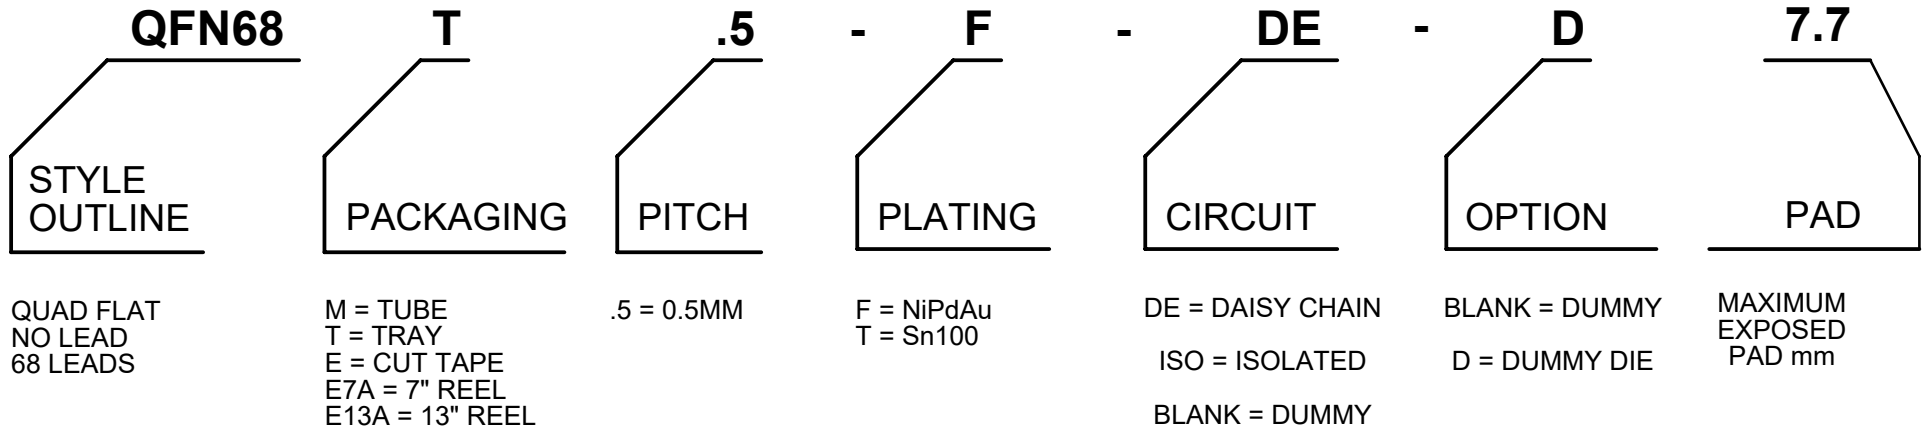 QFN68 T .5 - F - DE - D 7.7
STYLE
OUTLINE
PACKAGING
PITCH
PLATING
CIRCUIT
OPTION
PAD
QUAD FLAT
NO LEAD
68 LEADS
M = TUBE
T = TRAY
E = CUT TAPE
E7A = 7" REEL
E13A = 13" REEL
.5 = 0.5MM
F = NiPdAu
T = Sn100
DE = DAISY CHAIN
ISO = ISOLATED
BLANK = DUMMY
BLANK = DUMMY
D = DUMMY DIE
MAXIMUM
EXPOSED
PAD mm